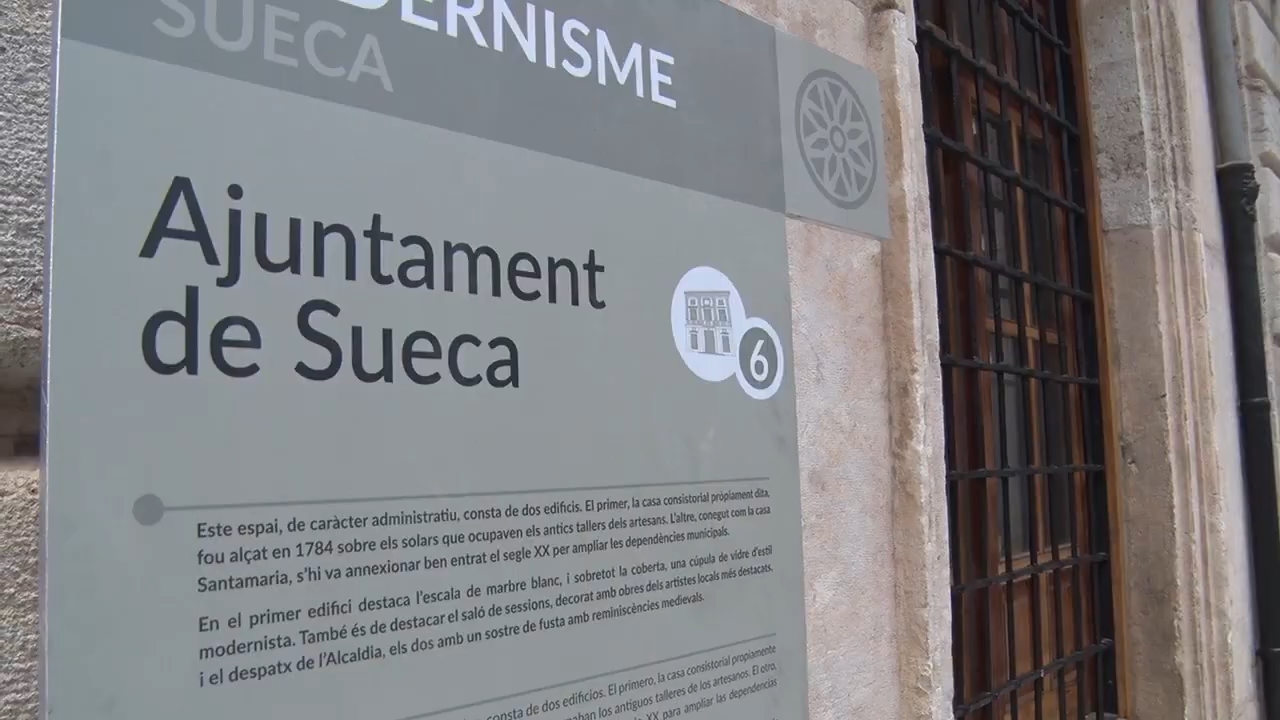 SUECA
DERNISME
Ajuntament
de Sueca
6
Este espai, de caràcter administratiu, consta de dos edificis. El primer, la casa consistorial pròpiament dita,
fou alçat en 1784 sobre els solars que ocupaven els antics tallers dels artesans. L'altre, conegut com la casa
Santamaria, s'hi va annexionar ben entrat el segle XX per ampliar les dependències municipals.
En el primer edifici destaca l'escala de marbre blanc, i sobretot la coberta, una cúpula de vidre d'estil
modernista. També és de destacar el saló de sessions, decorat amb obres dels artistes locals més destacats.
i el despatx de l'Alcaldia, els dos amb un sostre de fusta amb reminiscències medievals.
consta de dos edificios. El primero, la casa consistorial propiamente
los antiguos talleres de los artesanos. El otro,
XX para ampliar las dependencias